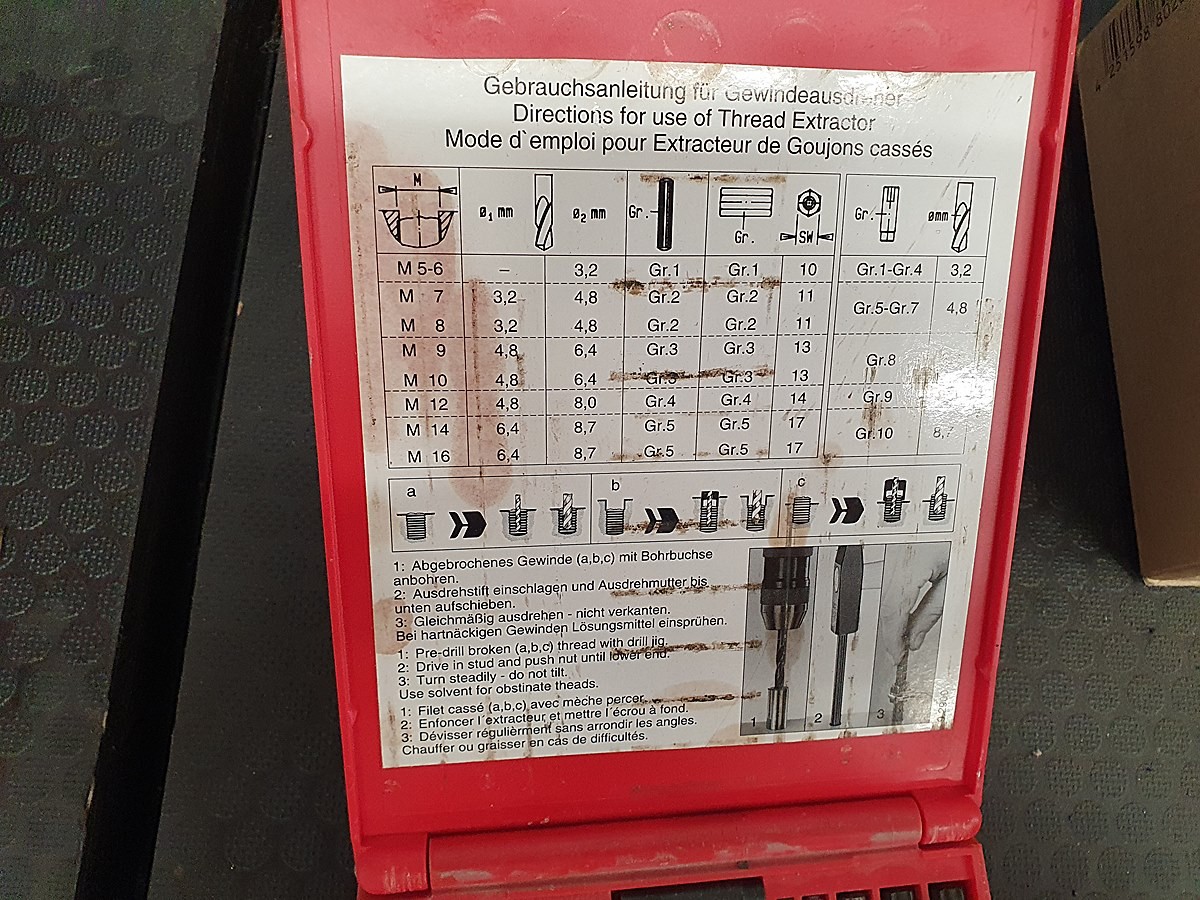 Gebrauchsanleitung für Gewindeausdreher
Directions for use of Thread Extractor
Mode d`emploi pour Extracteur de Goujons cassés
M ø1 mm ø2 mm Gr. Gr. SW Gr. ømm
M 5-6 – 3,2 Gr.1 Gr.1 10 Gr.1-Gr.4 3,2
M 7 3,2 4,8 Gr.2 Gr.2 11 Gr.5-Gr.7 4,8
M 8 3,2 4,8 Gr.2 Gr.2 11
M 9 4,8 6,4 Gr.3 Gr.3 13 Gr.8
M 10 4,8 6,4 Gr.3 Gr.3 13
M 12 4,8 8,0 Gr.4 Gr.4 14 Gr.9
M 14 6,4 8,7 Gr.5 Gr.5 17 Gr.10 8,7
M 16 6,4 8,7 Gr.5 Gr.5 17
a b c
1: Abgebrochenes Gewinde (a,b,c) mit Bohrbuchse
anbohren.
2: Ausdrehstift einschlagen und Ausdrehmutter bis
unten aufschieben.
3: Gleichmäßig ausdrehen - nicht verkanten.
Bei hartnäckigen Gewinden Lösungsmittel einsprühen.
1: Pre-drill broken (a,b,c) thread with drill jig.
2: Drive in stud and push nut until lower end.
3: Turn steadily - do not tilt.
Use solvent for obstinate theads.
1: Filet cassé (a,b,c) avec mèche percer.
2: Enfoncer l´extracteur et mettre l´écrou à fond.
3: Dévisser régulièrment sans arrondir les angles.
Chauffer ou graisser en cas de difficultés.
1 2 3